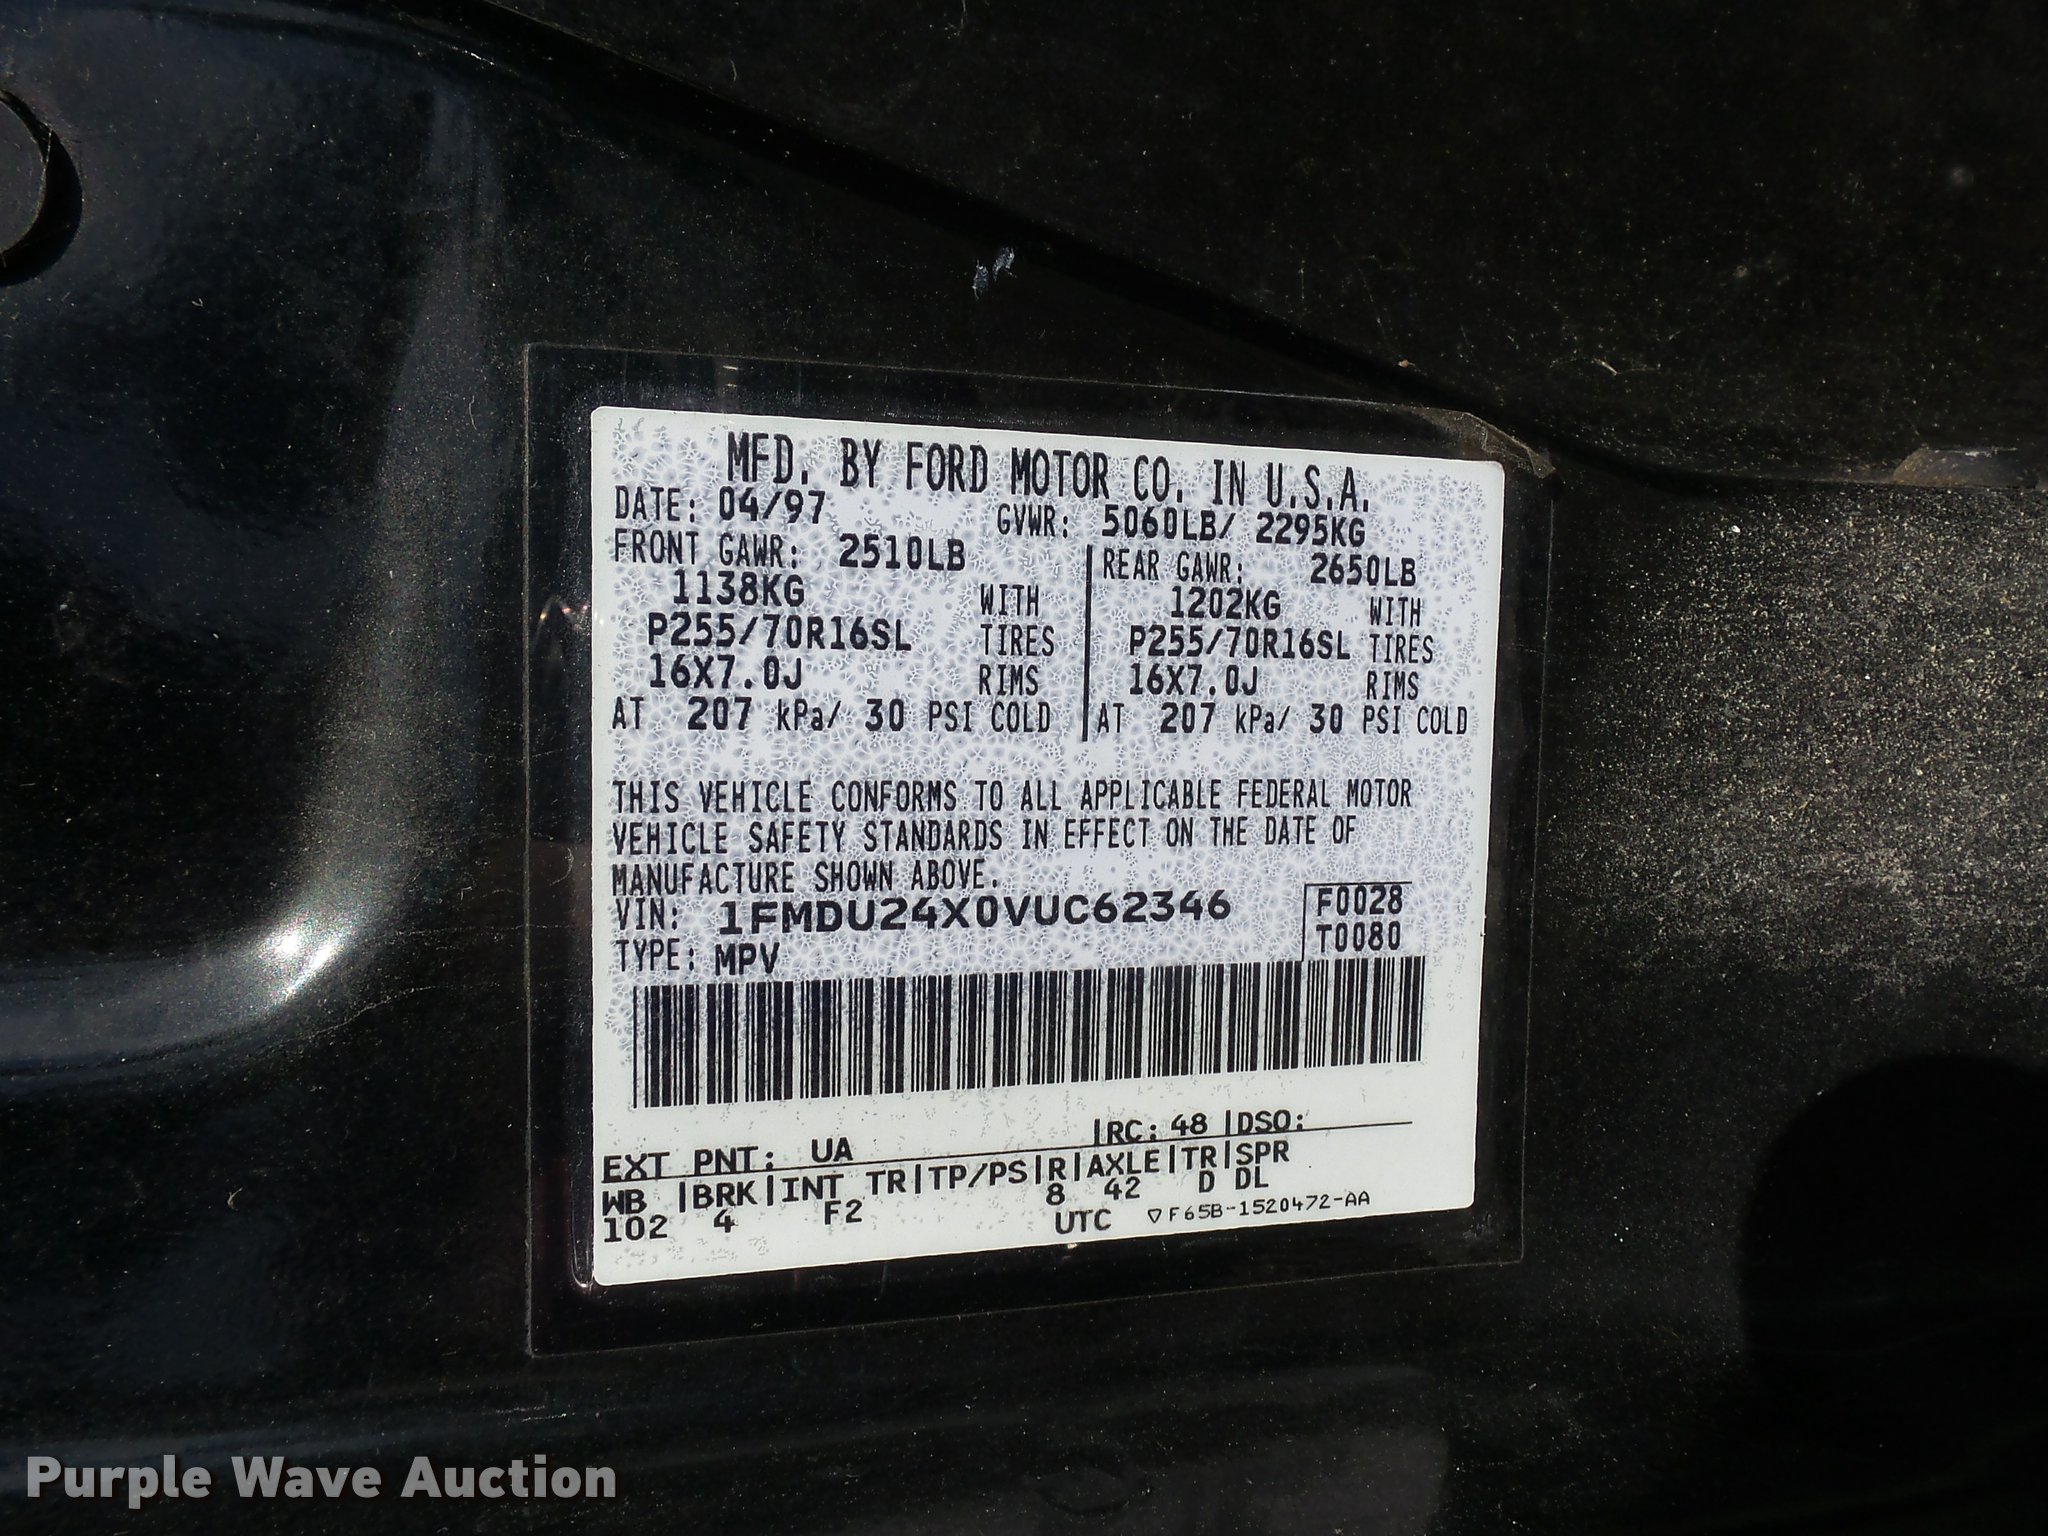 MFD. BY FORD MOTOR CO. IN U.S.A.
DATE: 04/97 GVWR: 5060LB/ 2295KG
FRONT GAWR: 2510LB REAR GAWR: 2650LB
1138KG WITH 1202KG WITH
P255/70R16SL TIRES P255/70R16SL TIRES
16X7.0J RIMS 16X7.0J RIMS
AT 207 kPa/ 30 PSI COLD AT 207 kPa/ 30 PSI COLD
THIS VEHICLE CONFORMS TO ALL APPLICABLE FEDERAL MOTOR
VEHICLE SAFETY STANDARDS IN EFFECT ON THE DATE OF
MANUFACTURE SHOWN ABOVE.
VIN: 1FMDU24X0VUC62346 F0028
TYPE: MPV T0080
EXT PNT: UA |RC: 48 |DSO:
WB |BRK|INT TR|TP/PS|R|AXLE|TR|SPR
102 4 F2 8 42 D DL
UTC ▽F65B-1520472-AA
Purple Wave Auction